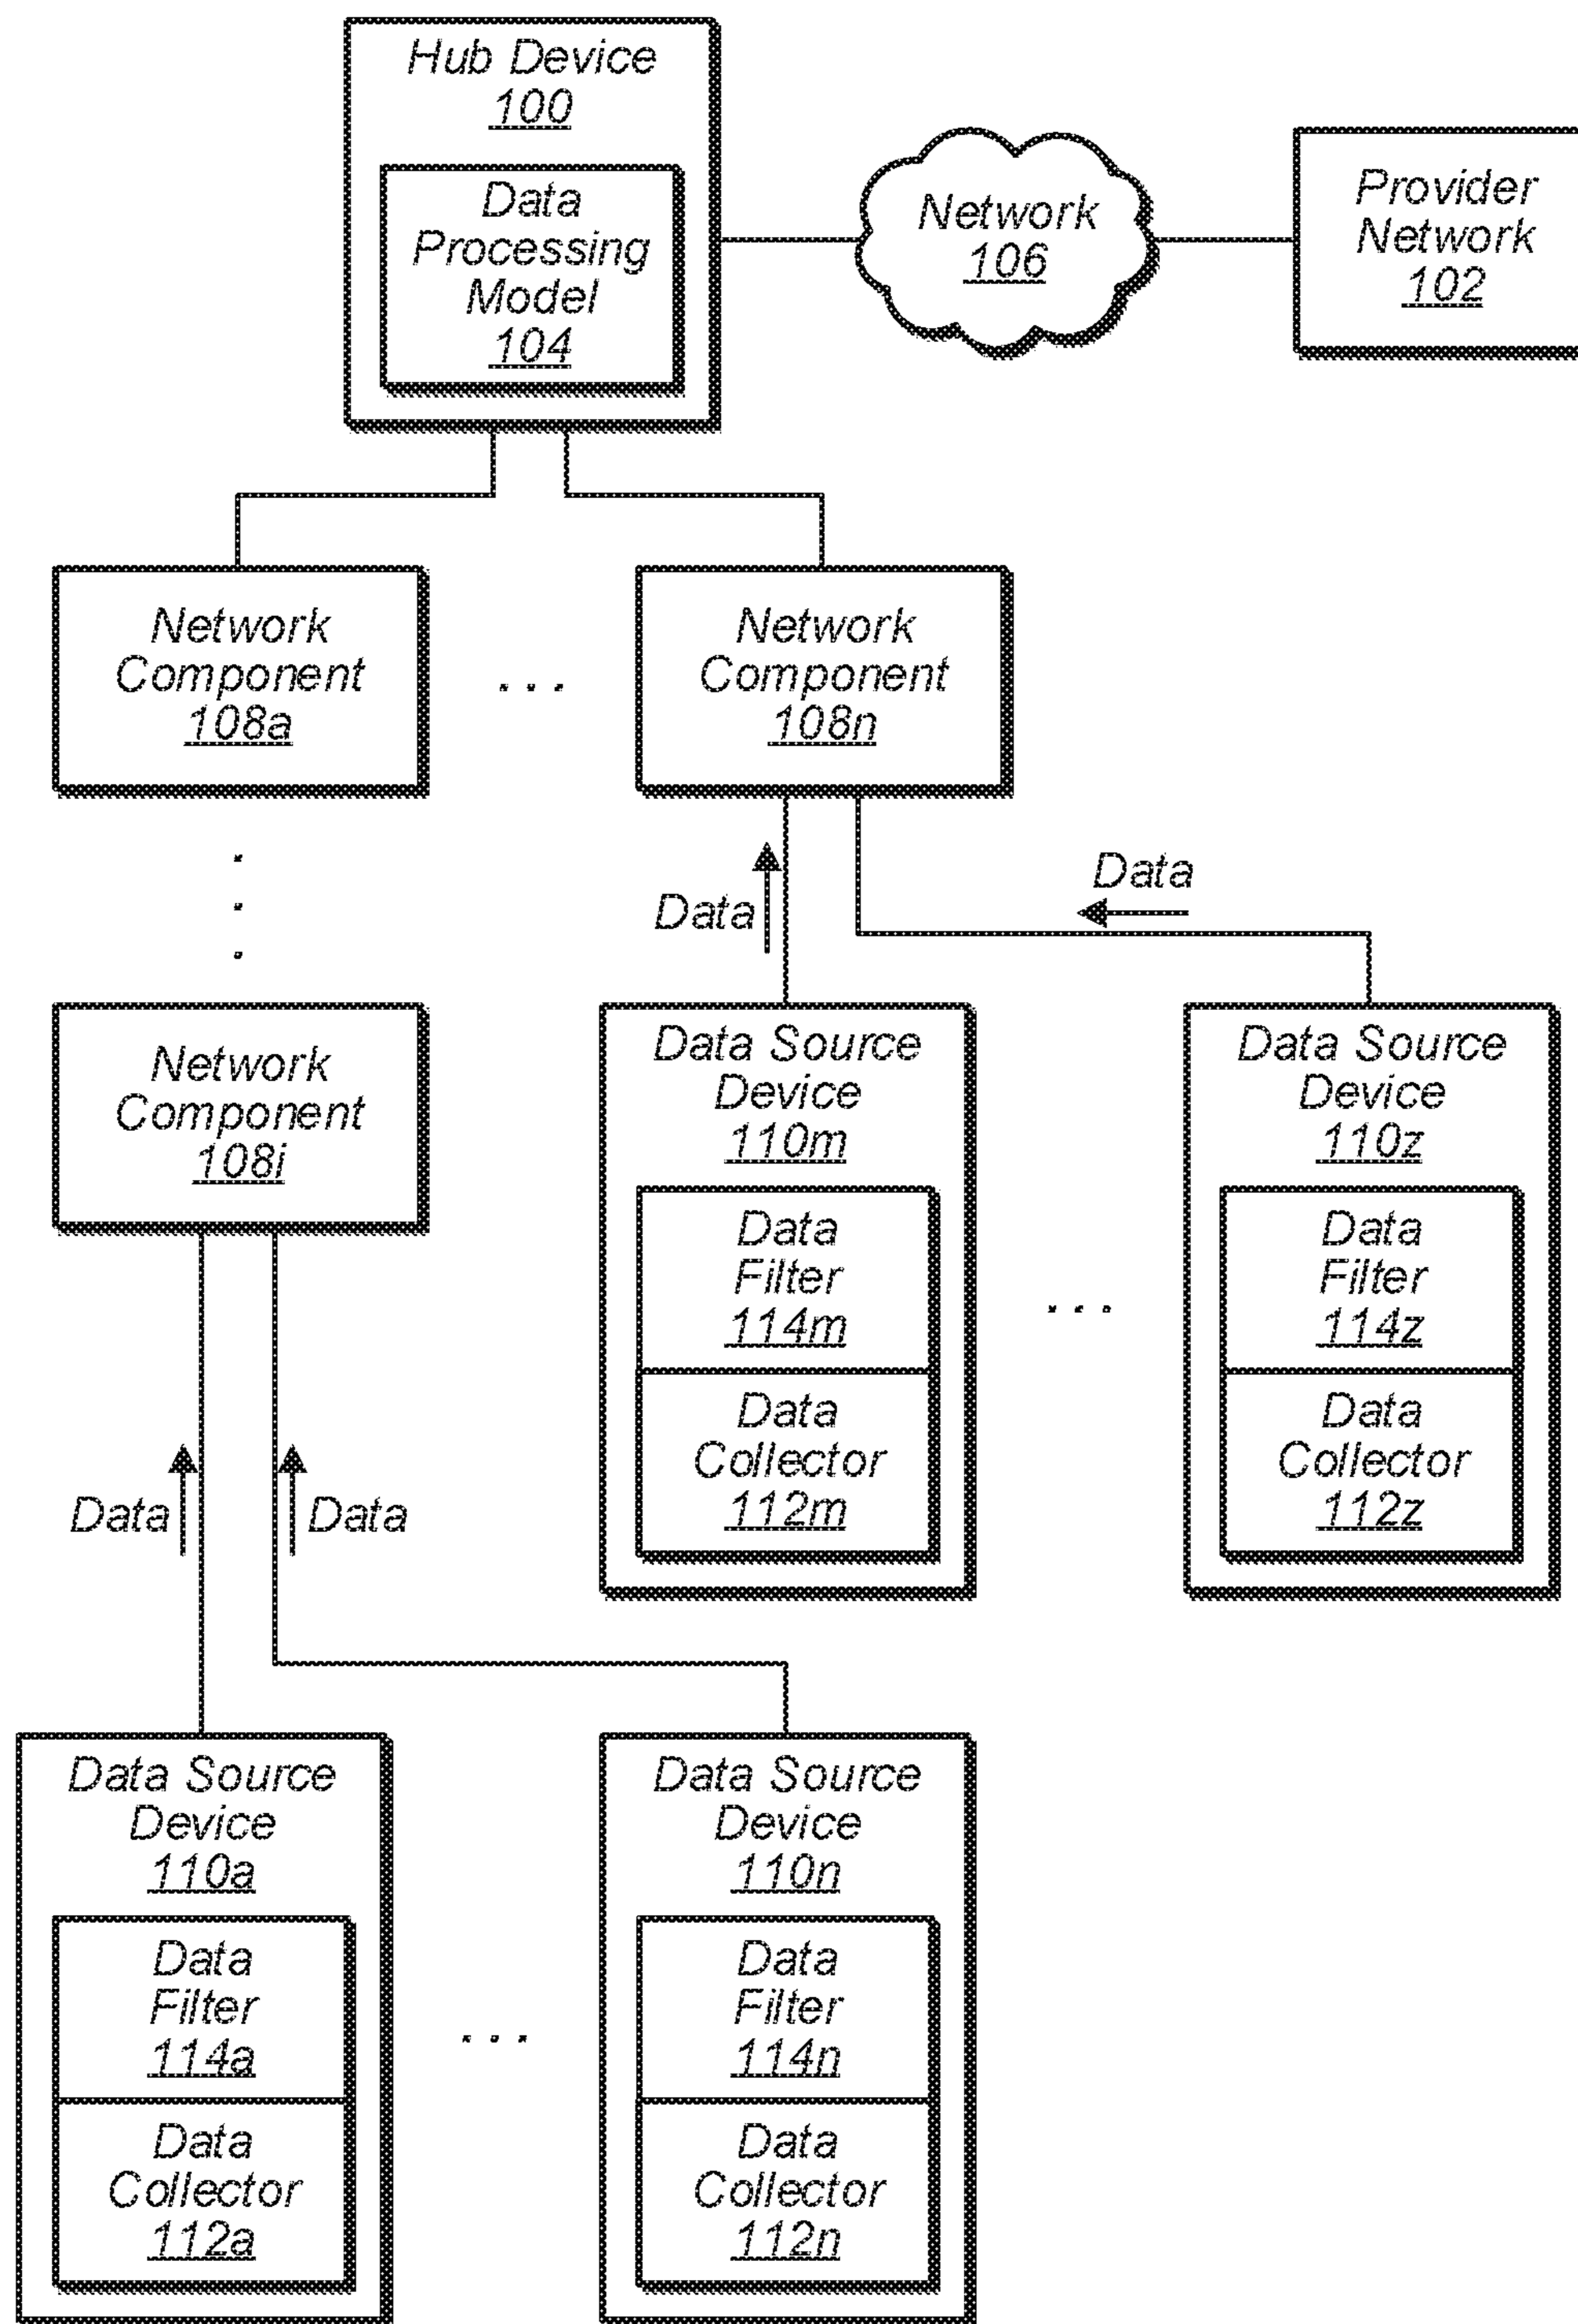 Hub Device
100
Data
Processing
Model
104
Network
106
Provider
Network
102
Network
Component
108a
. . .
Network
Component
108n
.
.
.
Data
Data
Network
Component
108i
Data Source
Device
110m
Data
Filter
114m
Data
Collector
112m
. . .
Data Source
Device
110z
Data
Filter
114z
Data
Collector
112z
Data
Data
Data Source
Device
110a
Data
Filter
114a
Data
Collector
112a
. . .
Data Source
Device
110n
Data
Filter
114n
Data
Collector
112n